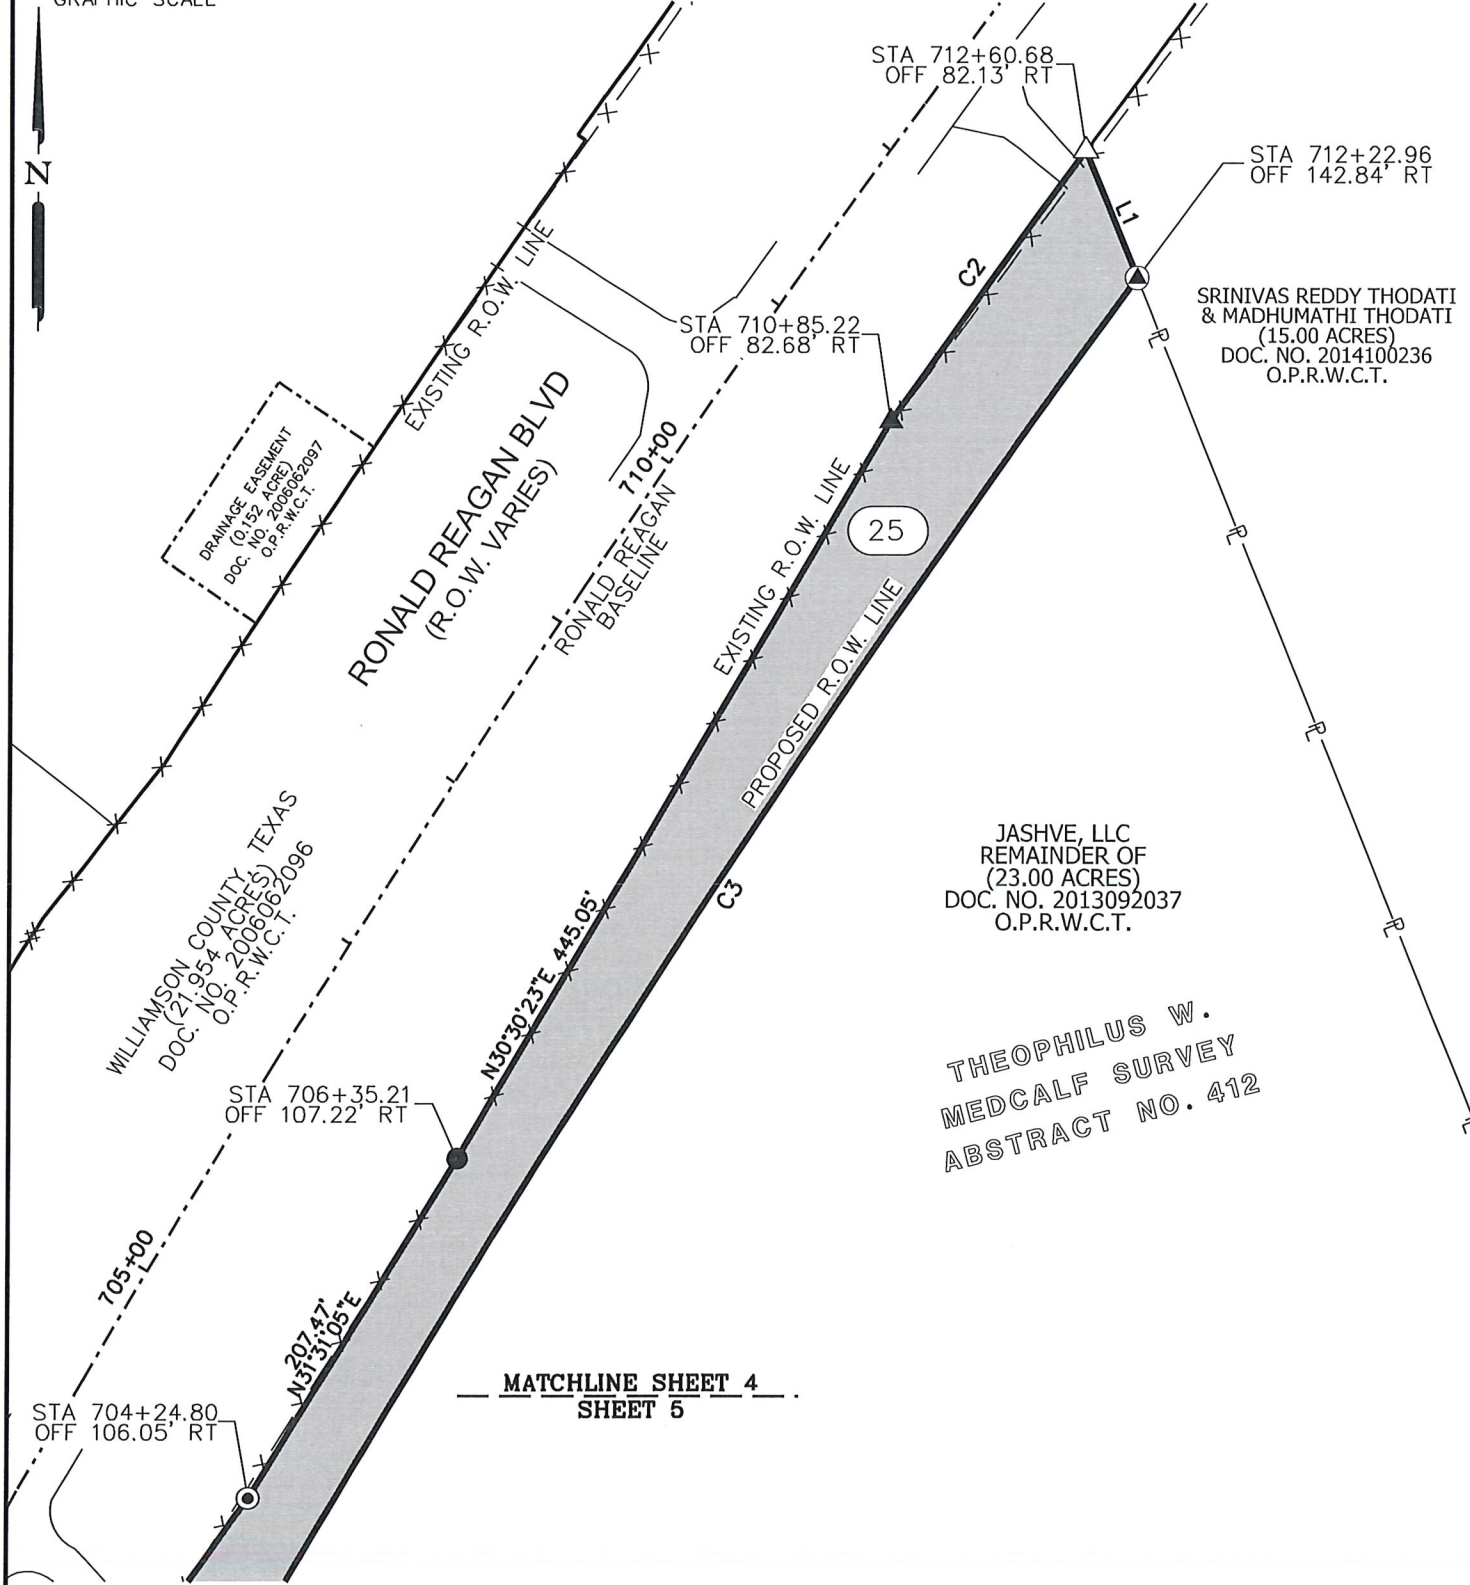 GRAPHIC SCALE
N
STA 712+60.68
OFF 82.13' RT
STA 712+22.96
OFF 142.84' RT
L1
C2
SRINIVAS REDDY THODATI
& MADHUMATHI THODATI
(15.00 ACRES)
DOC. NO. 2014100236
O.P.R.W.C.T.
EXISTING R.O.W. LINE
STA 710+85.22
OFF 82.68' RT
DRAINAGE EASEMENT
(0.152 ACRE)
DOC. NO. 2006062097
O.P.R.W.C.T.
RONALD REAGAN BLVD
(R.O.W. VARIES)
710+00
RONALD REAGAN
BASELINE
EXISTING R.O.W. LINE
25
PROPOSED R.O.W. LINE
C3
JASHVE, LLC
REMAINDER OF
(23.00 ACRES)
DOC. NO. 2013092037
O.P.R.W.C.T.
WILLIAMSON COUNTY, TEXAS
(21.954 ACRES)
DOC. NO. 2006062096
O.P.R.W.C.T.
N30°30'23"E 445.05'
THEOPHILUS W.
MEDCALF SURVEY
ABSTRACT NO. 412
STA 706+35.21
OFF 107.22' RT
705+00
207.47'
N31°31'05"E
MATCHLINE SHEET 4
SHEET 5
STA 704+24.80
OFF 106.05' RT
P
P
P
P
P